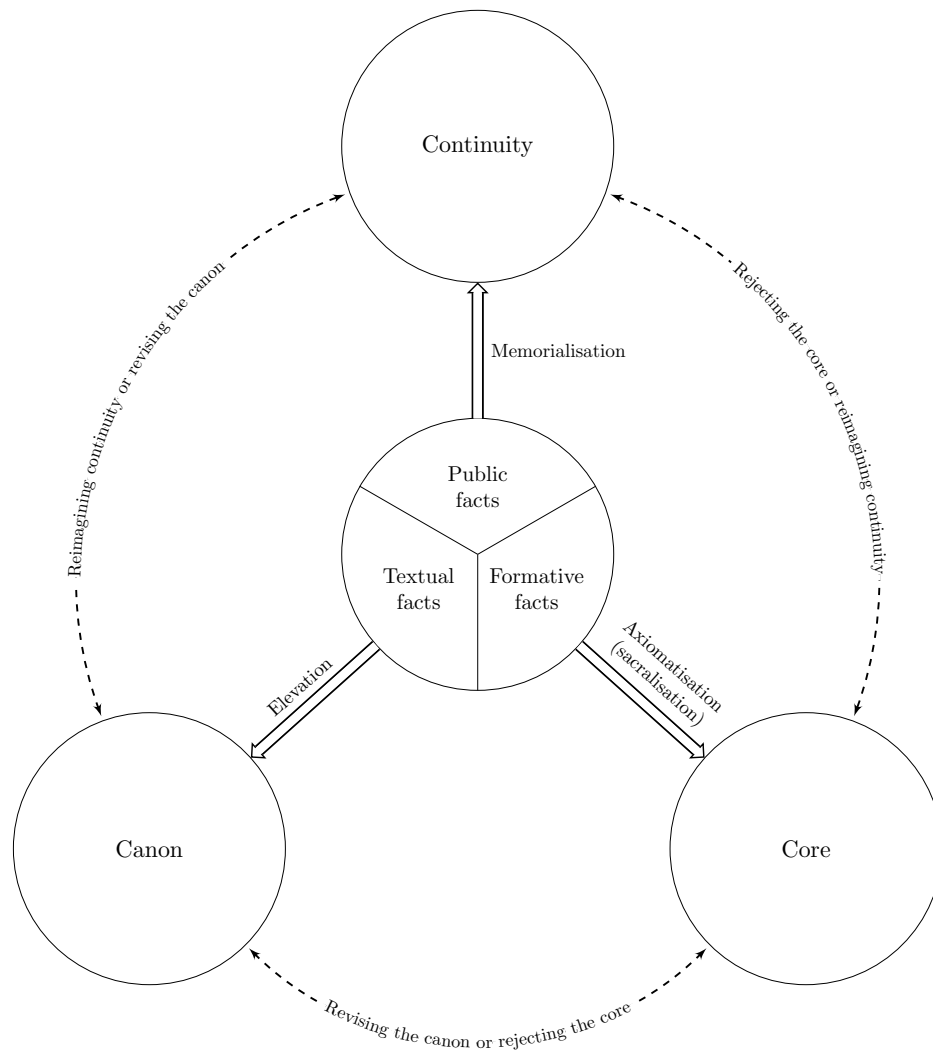 Continuity
Reimagining continuity or revising the canon
Rejecting the core or reimagining continuity
Memorialisation
Public
facts
Textual
facts
Formative
facts
Elevation
Axiomatisation
(sacralisation)
Canon
Core
Revising the canon or rejecting the core